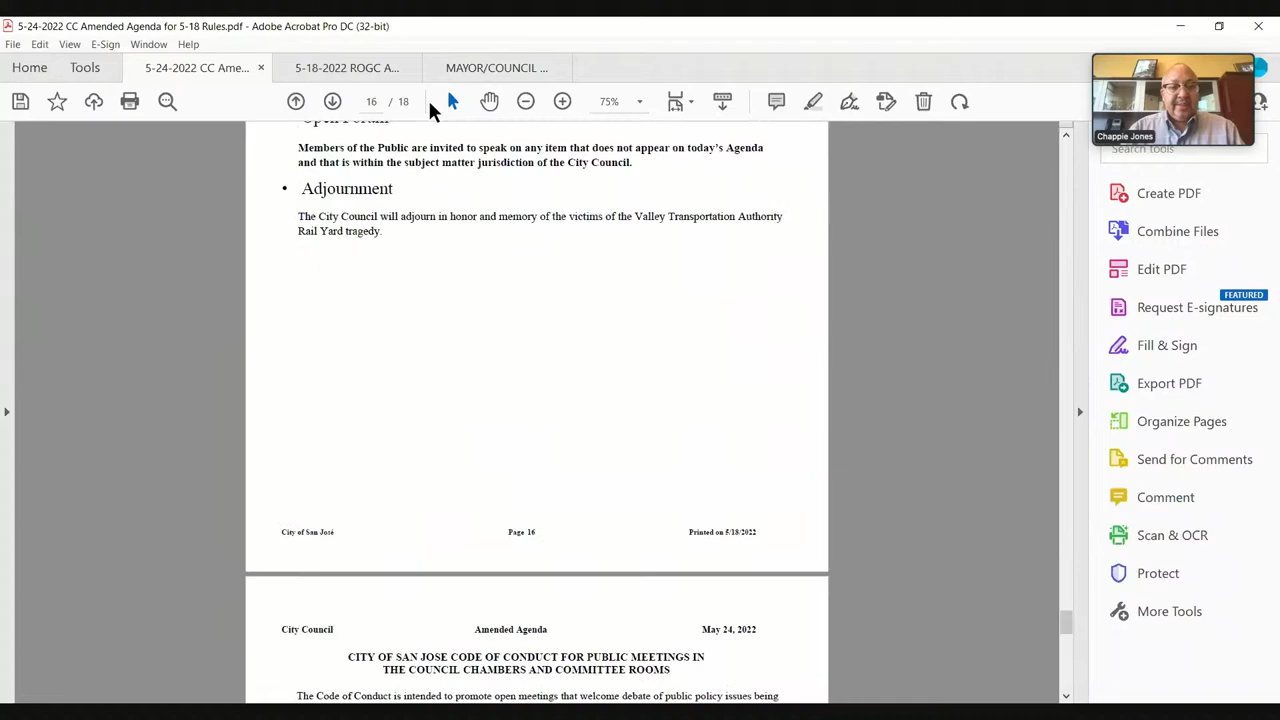 5-24-2022 CC Amended Agenda for 5-18 Rules.pdf - Adobe Acrobat Pro DC (32-bit)
File Edit View E-Sign Window Help
Home Tools 5-24-2022 CC Ame... × 5-18-2022 ROGC A... MAYOR/COUNCIL ...
16 / 18 75%
Chappie Jones
Search tools
Open Forum
Members of the Public are invited to speak on any item that does not appear on today's Agenda
and that is within the subject matter jurisdiction of the City Council.
• Adjournment
The City Council will adjourn in honor and memory of the victims of the Valley Transportation Authority
Rail Yard tragedy.
City of San José Page 16 Printed on 5/18/2022
City Council Amended Agenda May 24, 2022
CITY OF SAN JOSE CODE OF CONDUCT FOR PUBLIC MEETINGS IN
THE COUNCIL CHAMBERS AND COMMITTEE ROOMS
The Code of Conduct is intended to promote open meetings that welcome debate of public policy issues being
Create PDF
Combine Files
Edit PDF
FEATURED
Request E-signatures
Fill & Sign
Export PDF
Organize Pages
Send for Comments
Comment
Scan & OCR
Protect
More Tools